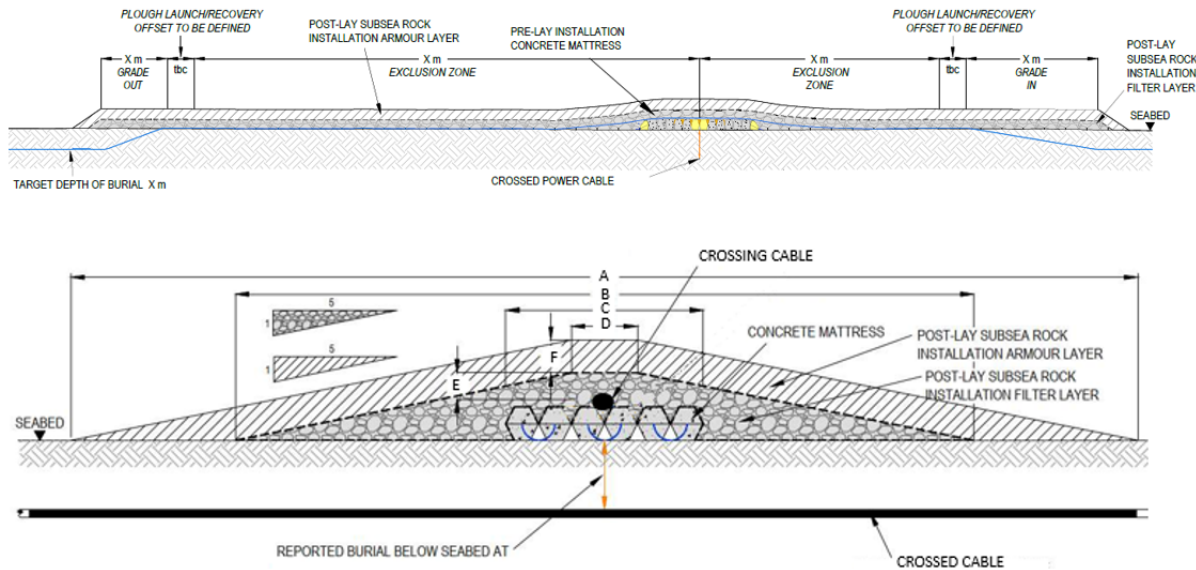 PLOUGH LAUNCH/RECOVERY
OFFSET TO BE DEFINED
POST-LAY SUBSEA ROCK
INSTALLATION ARMOUR LAYER
PRE-LAY INSTALLATION
CONCRETE MATTRESS
PLOUGH LAUNCH/RECOVERY
OFFSET TO BE DEFINED
POST-LAY
SUBSEA ROCK
INSTALLATION
FILTER LAYER
X m
GRADE
OUT
tbc
X m
EXCLUSION ZONE
X m
EXCLUSION
ZONE
tbc
X m
GRADE
IN
SEABED
TARGET DEPTH OF BURIAL X m
CROSSED POWER CABLE
CROSSING CABLE
A
B
C
D
5
1
5
1
E
F
CONCRETE MATTRESS
POST-LAY SUBSEA ROCK
INSTALLATION ARMOUR LAYER
POST-LAY SUBSEA ROCK
INSTALLATION FILTER LAYER
SEABED
REPORTED BURIAL BELOW SEABED AT
CROSSED CABLE